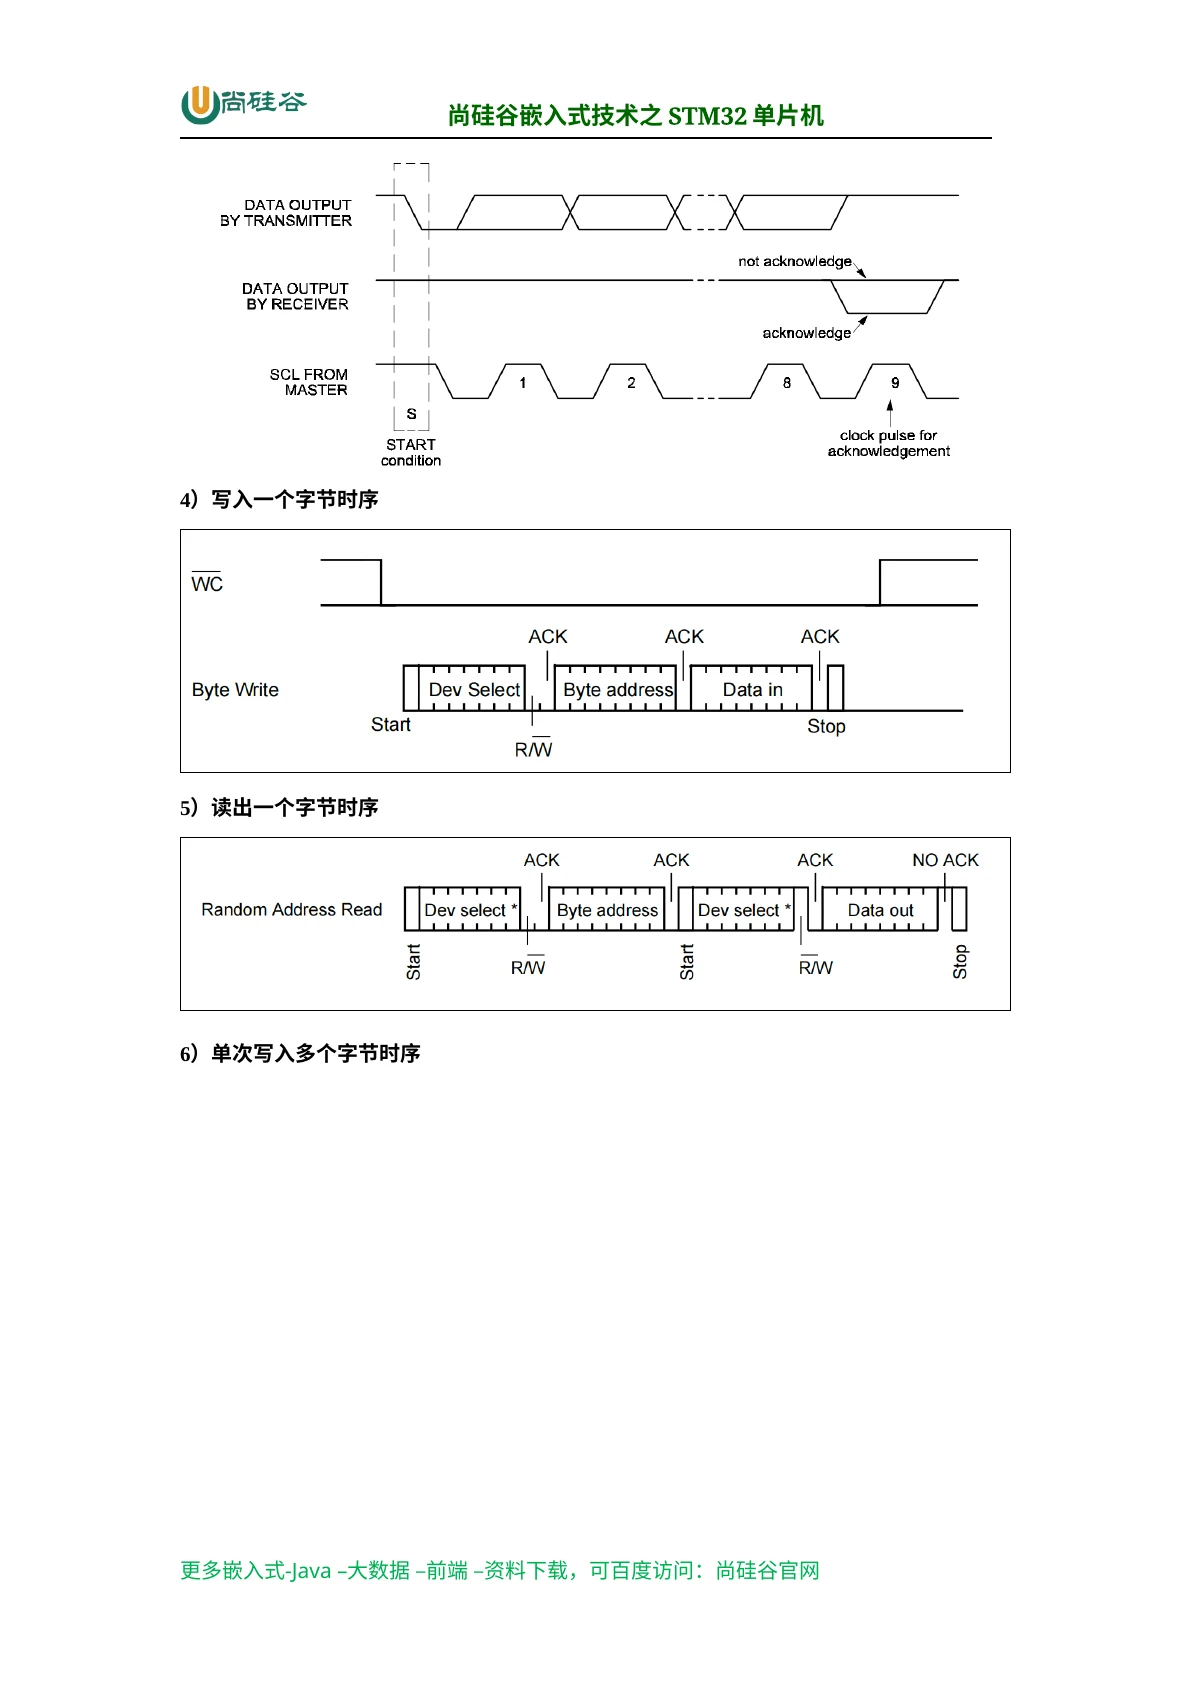 尚硅谷
尚硅谷嵌入式技术之 STM32 单片机
DATA OUTPUT
BY TRANSMITTER
not acknowledge
DATA OUTPUT
BY RECEIVER
acknowledge
SCL FROM
MASTER
1 2 8 9
S
START
condition
clock pulse for
acknowledgement
4）写入一个字节时序
WC
ACK ACK ACK
Byte Write Dev Select Byte address Data in
Start Stop
R/W
5）读出一个字节时序
ACK ACK ACK NO ACK
Random Address Read Dev select * Byte address Dev select * Data out
Start R/W Start R/W Stop
6）单次写入多个字节时序
更多嵌入式-Java –大数据 –前端 –资料下载，可百度访问：尚硅谷官网